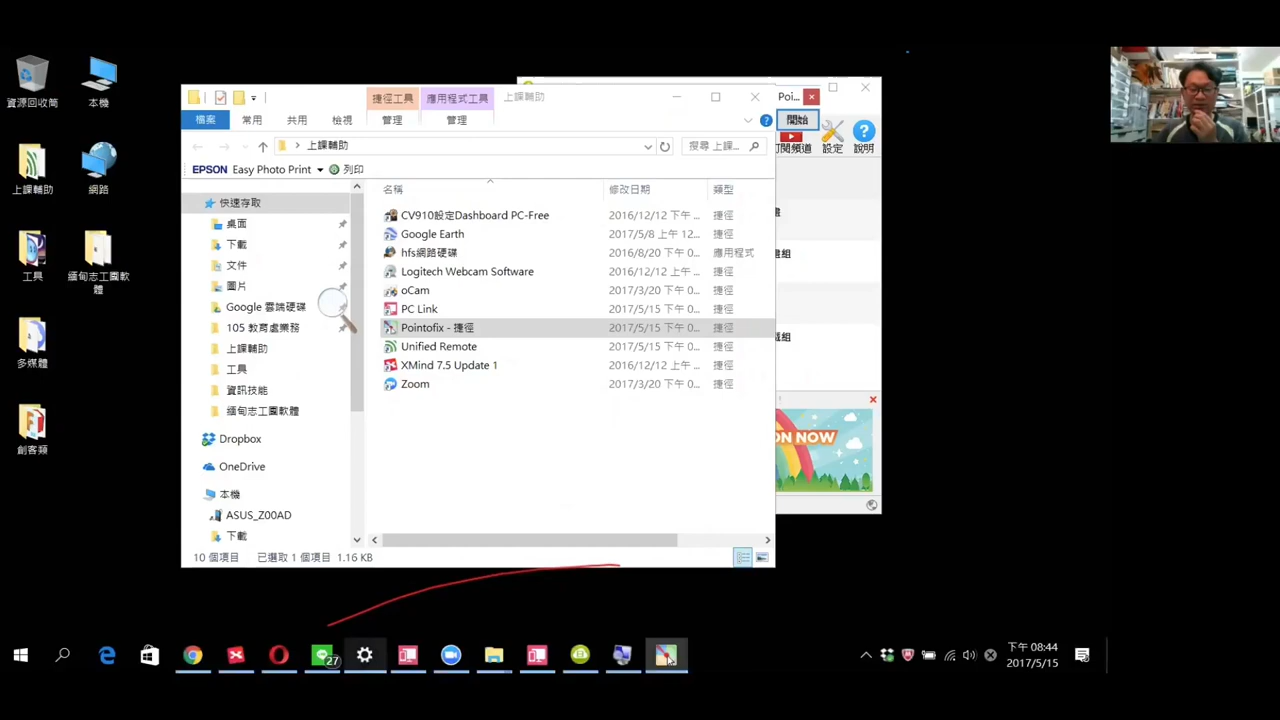 資源回收筒
本機
上課輔助
網路
工具
緬甸志工團軟體
多媒體
創客類
捷徑工具
應用程式工具
上課輔助
檔案
常用
共用
檢視
管理
管理
上課輔助
搜尋 上課...
EPSON Easy Photo Print
列印
快速存取
桌面
下載
文件
圖片
Google 雲端硬碟
105 教育處業務
上課輔助
工具
資訊技能
緬甸志工團軟體
Dropbox
OneDrive
本機
ASUS_Z00AD
下載
名稱 修改日期 類型
CV910設定Dashboard PC-Free 2016/12/12 下午 ... 捷徑
Google Earth 2017/5/8 上午 12... 捷徑
hfs網路硬碟 2016/8/20 下午 0... 應用程式
Logitech Webcam Software 2016/12/12 上午 ... 捷徑
oCam 2017/3/20 下午 0... 捷徑
PC Link 2017/5/15 下午 0... 捷徑
Pointofix - 捷徑 2017/5/15 下午 0... 捷徑
Unified Remote 2017/5/15 下午 0... 捷徑
XMind 7.5 Update 1 2016/12/12 上午 ... 捷徑
Zoom 2017/3/20 下午 0... 捷徑
10 個項目 已選取 1 個項目 1.16 KB
Poi...
開始
訂閱頻道
設定
說明
ON NOW
27
下午 08:44
2017/5/15